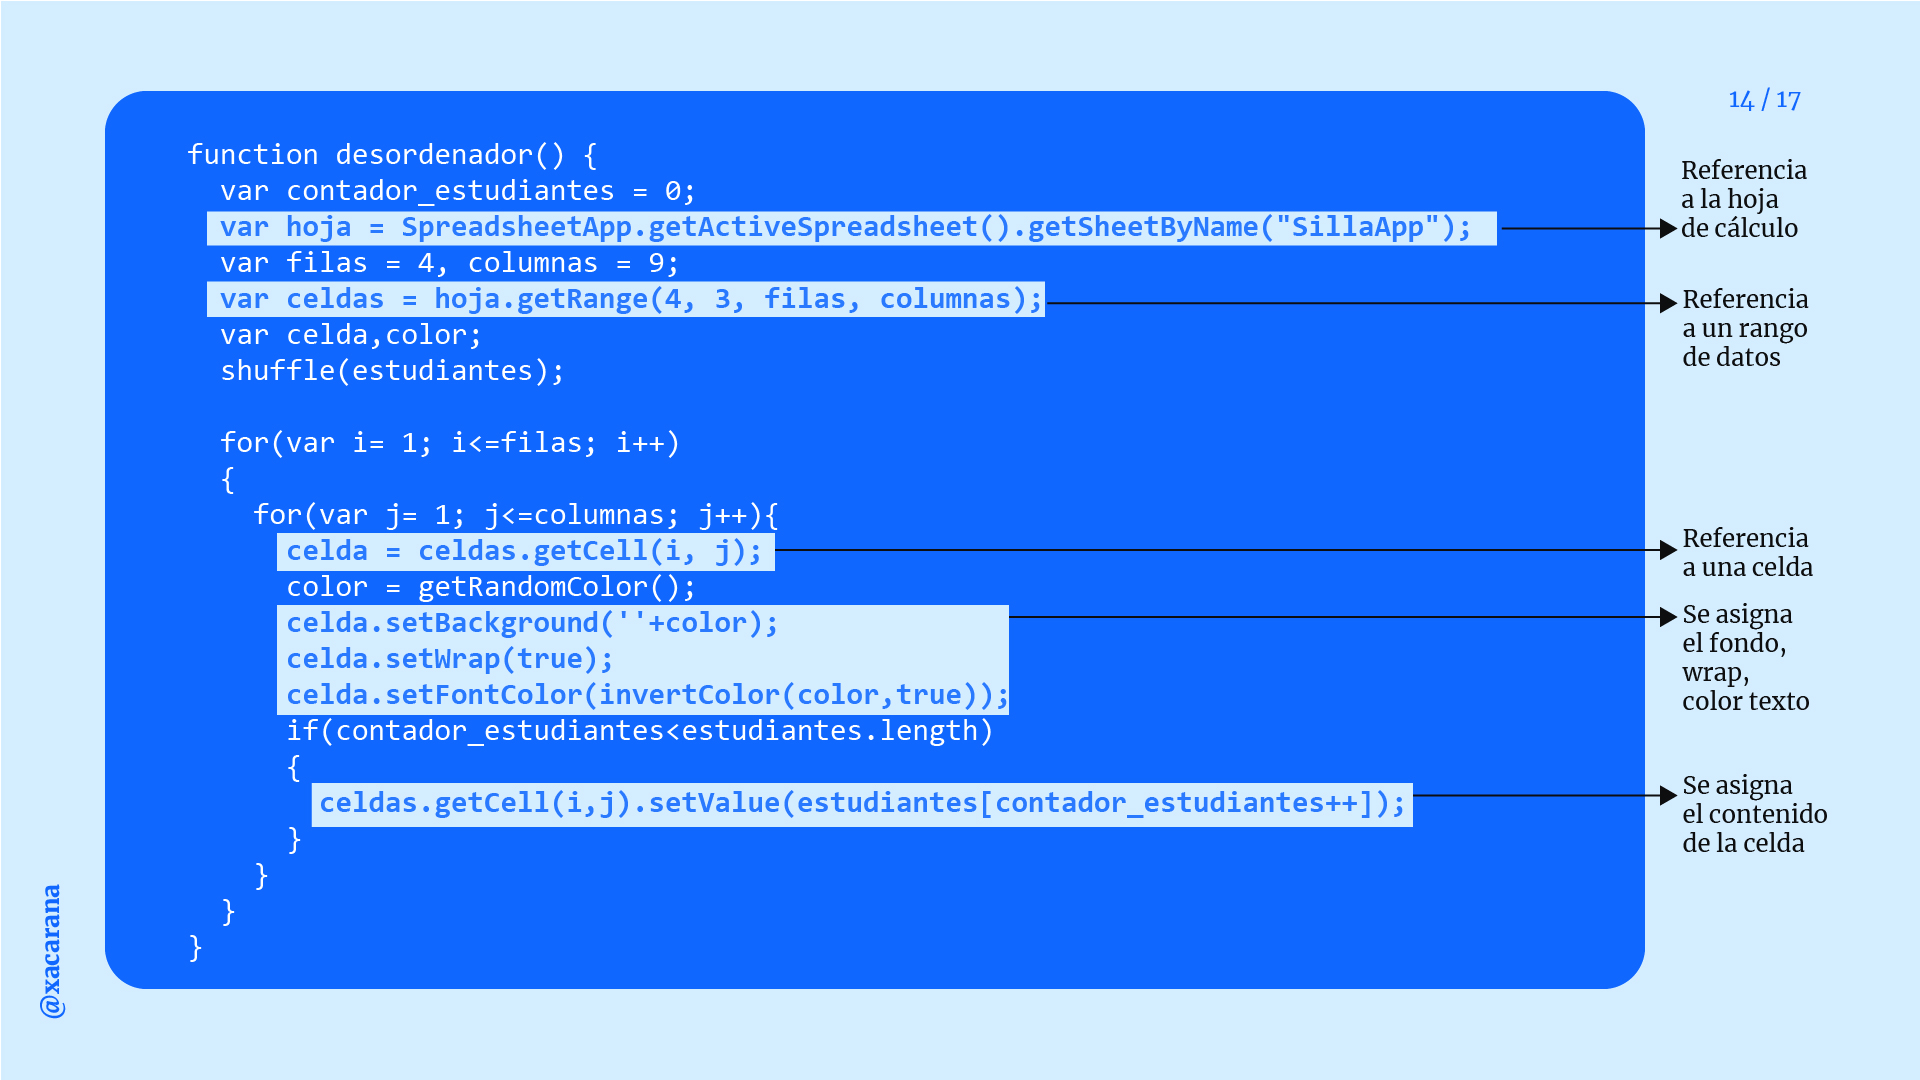 14 / 17
function desordenador() {
  var contador_estudiantes = 0;
  var hoja = SpreadsheetApp.getActiveSpreadsheet().getSheetByName("SillaApp");
  var filas = 4, columnas = 9;
  var celdas = hoja.getRange(4, 3, filas, columnas);
  var celda,color;
  shuffle(estudiantes);
  for(var i= 1; i<=filas; i++)
  {
    for(var j= 1; j<=columnas; j++){
      celda = celdas.getCell(i, j);
      color = getRandomColor();
      celda.setBackground(''+color);
      celda.setWrap(true);
      celda.setFontColor(invertColor(color,true));
      if(contador_estudiantes<estudiantes.length)
      {
        celdas.getCell(i,j).setValue(estudiantes[contador_estudiantes++]);
      }
    }
  }
}
Referencia
a la hoja
de cálculo
Referencia
a un rango
de datos
Referencia
a una celda
Se asigna
el fondo,
wrap,
color texto
Se asigna
el contenido
de la celda
@xacarana